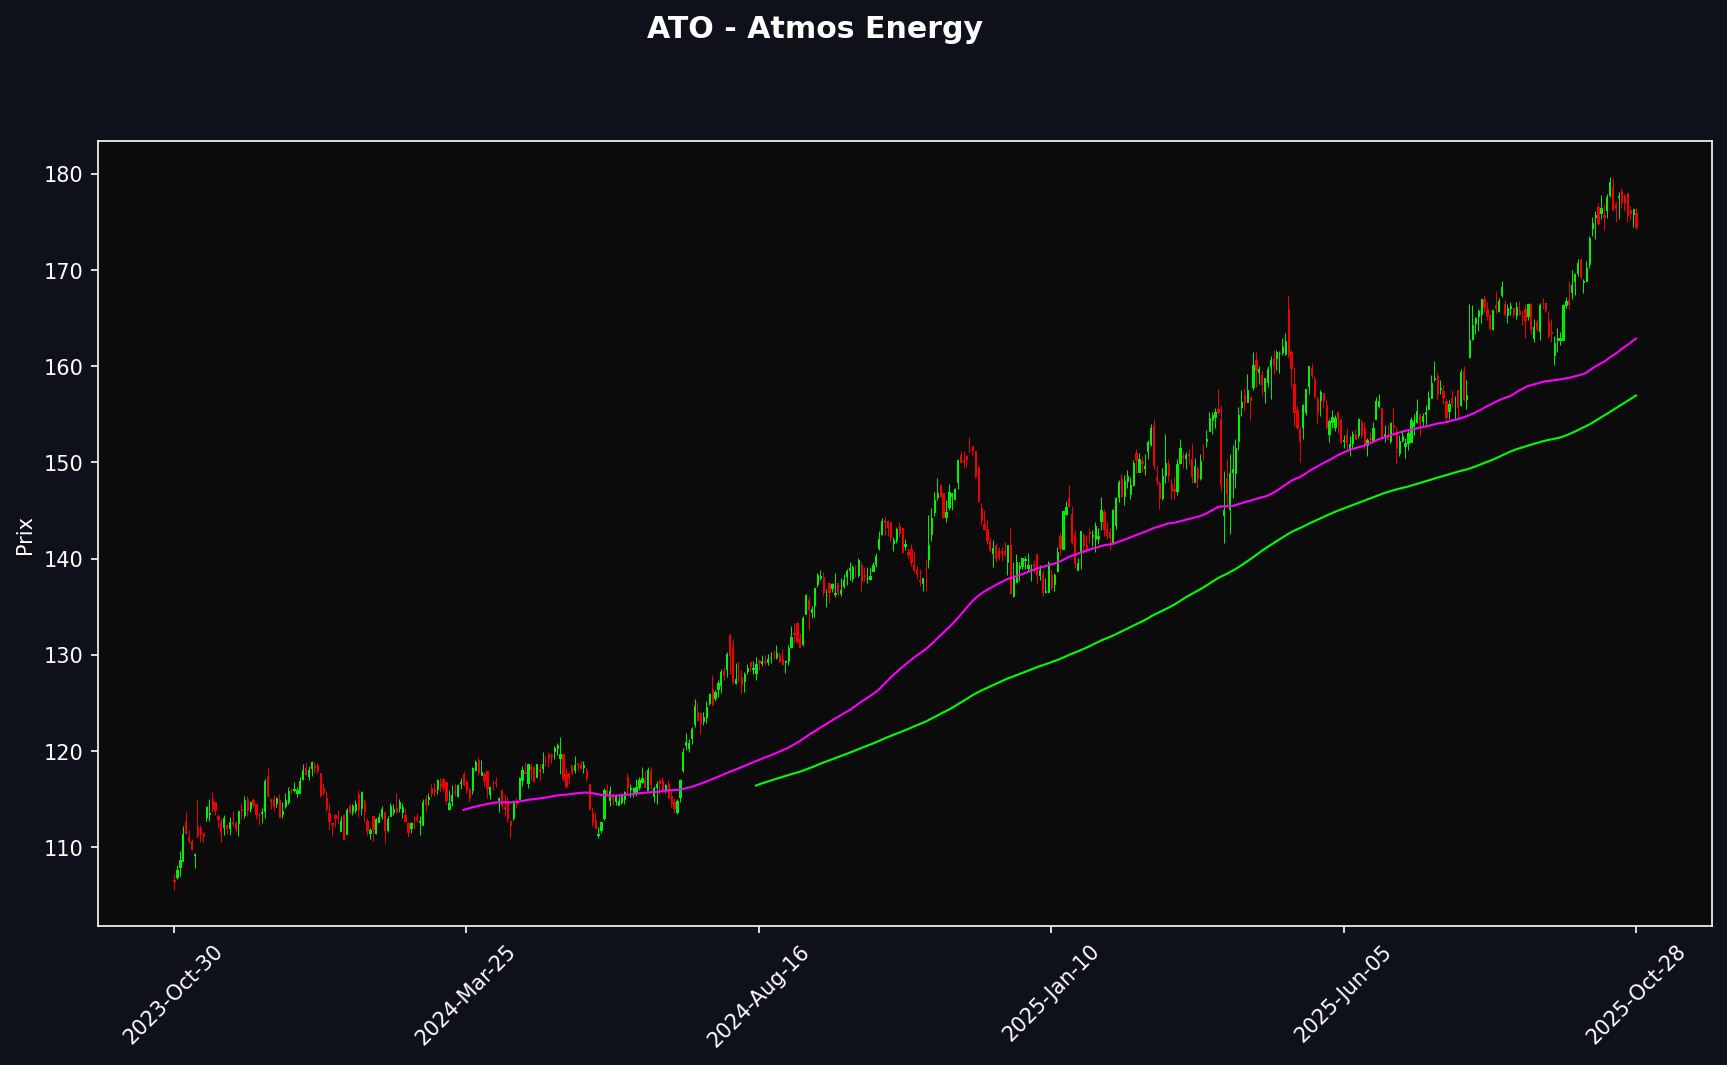 ATO - Atmos Energy
Prix
180
170
160
150
140
130
120
110
2023-Oct-30
2024-Mar-25
2024-Aug-16
2025-Jan-10
2025-Jun-05
2025-Oct-28